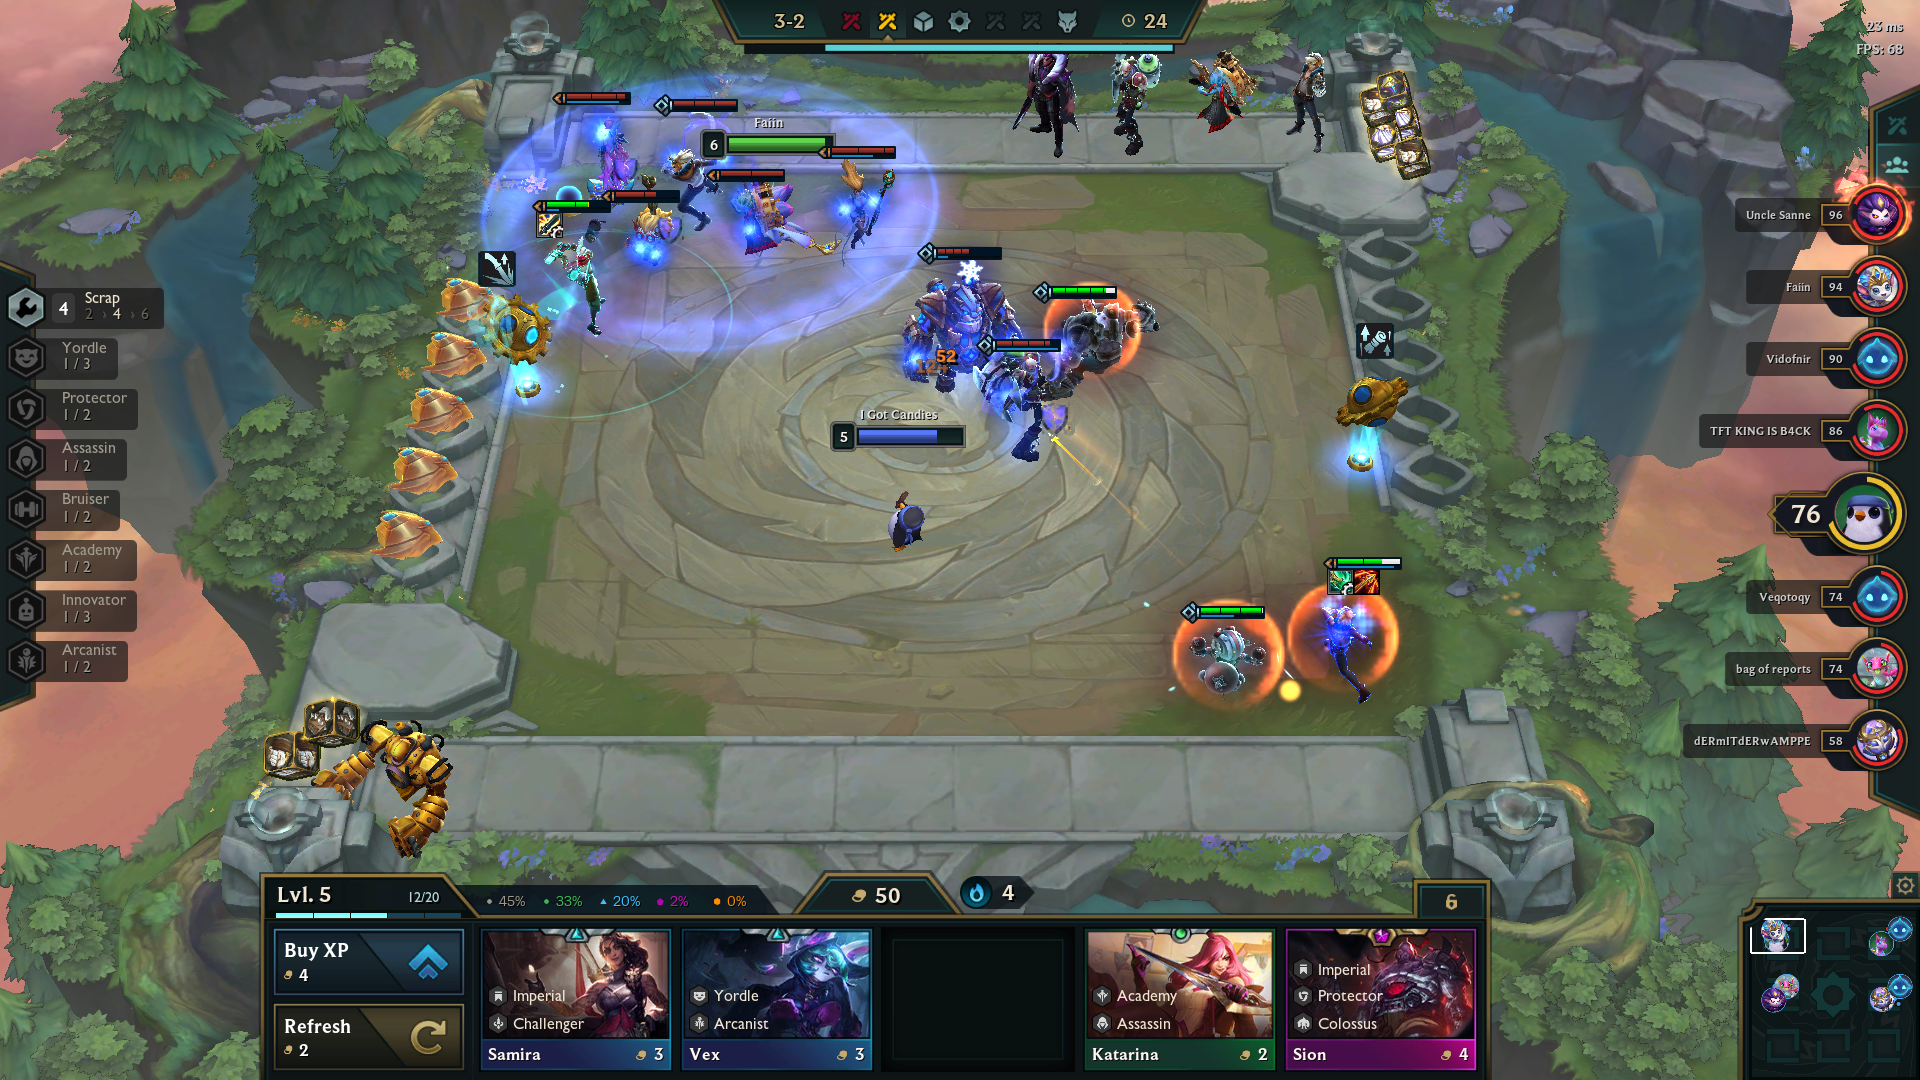 3-2
24
23 ms
FPS: 68
Faiin
6
Uncle Sanne 96
Faiin 94
Vidofnir 90
TFT KING IS B4CK 86
76
Veqotoqy 74
bag of reports 74
dERmITdERwAMPPE 58
4 Scrap
2 › 4 › 6
Yordle
1 / 3
Protector
1 / 2
Assassin
1 / 2
Bruiser
1 / 2
Academy
1 / 2
Innovator
1 / 3
Arcanist
1 / 2
52
I Got Candies
5
Lvl. 5 12/20
45% 33% 20% 2% 0%
50
4
6
Buy XP
4
Refresh
2
Imperial
Challenger
Samira 3
Yordle
Arcanist
Vex 3
Academy
Assassin
Katarina 2
Imperial
Protector
Colossus
Sion 4